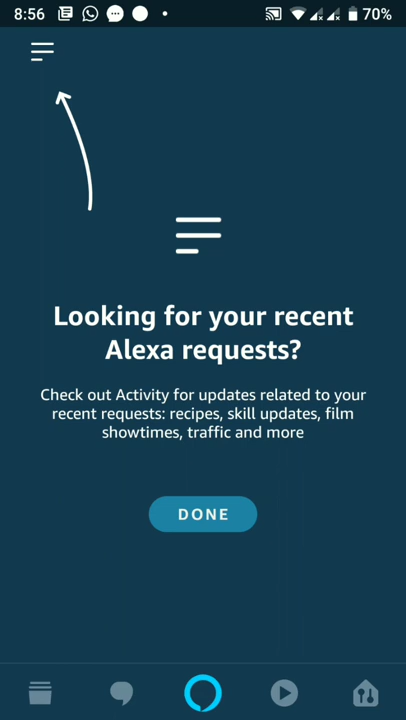 8:56
70%
Looking for your recent
Alexa requests?
Check out Activity for updates related to your
recent requests: recipes, skill updates, film
showtimes, traffic and more
DONE